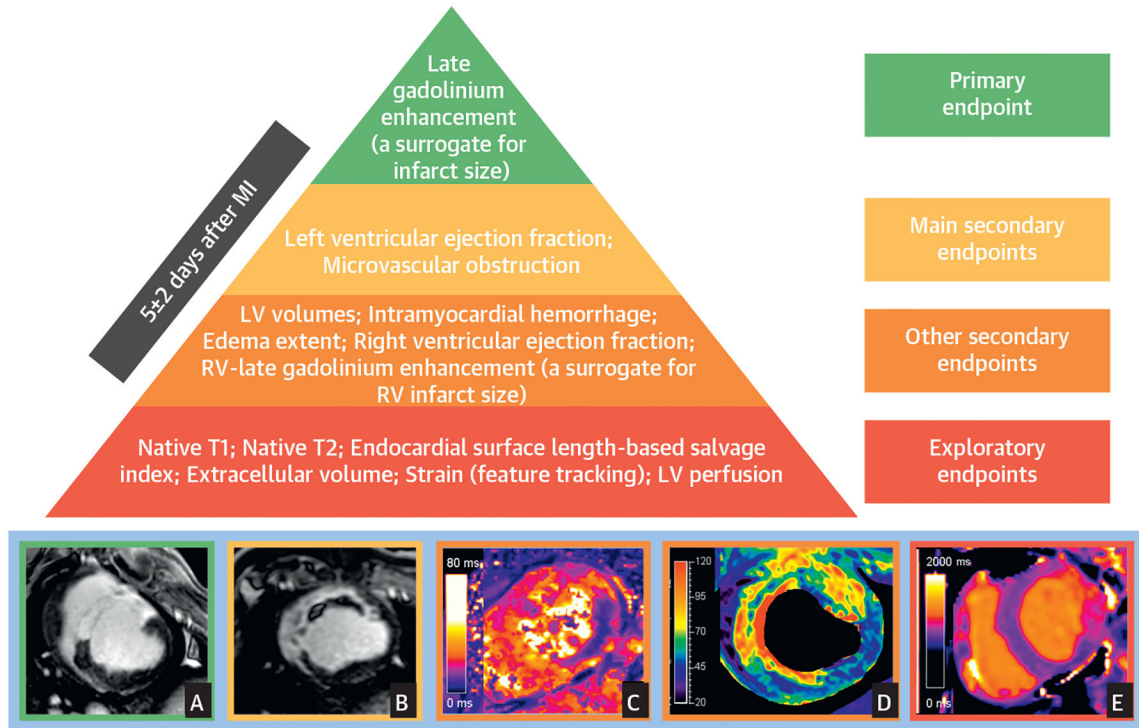 Late
gadolinium
enhancement
(a surrogate for
infarct size)
Primary
endpoint
5±2 days after MI
Left ventricular ejection fraction;
Microvascular obstruction
Main secondary
endpoints
LV volumes; Intramyocardial hemorrhage;
Edema extent; Right ventricular ejection fraction;
RV-late gadolinium enhancement (a surrogate for
RV infarct size)
Other secondary
endpoints
Native T1; Native T2; Endocardial surface length-based salvage
index; Extracellular volume; Strain (feature tracking); LV perfusion
Exploratory
endpoints
A
B
80 ms
0 ms
C
120
95
70
45
20
D
2000 ms
0 ms
E